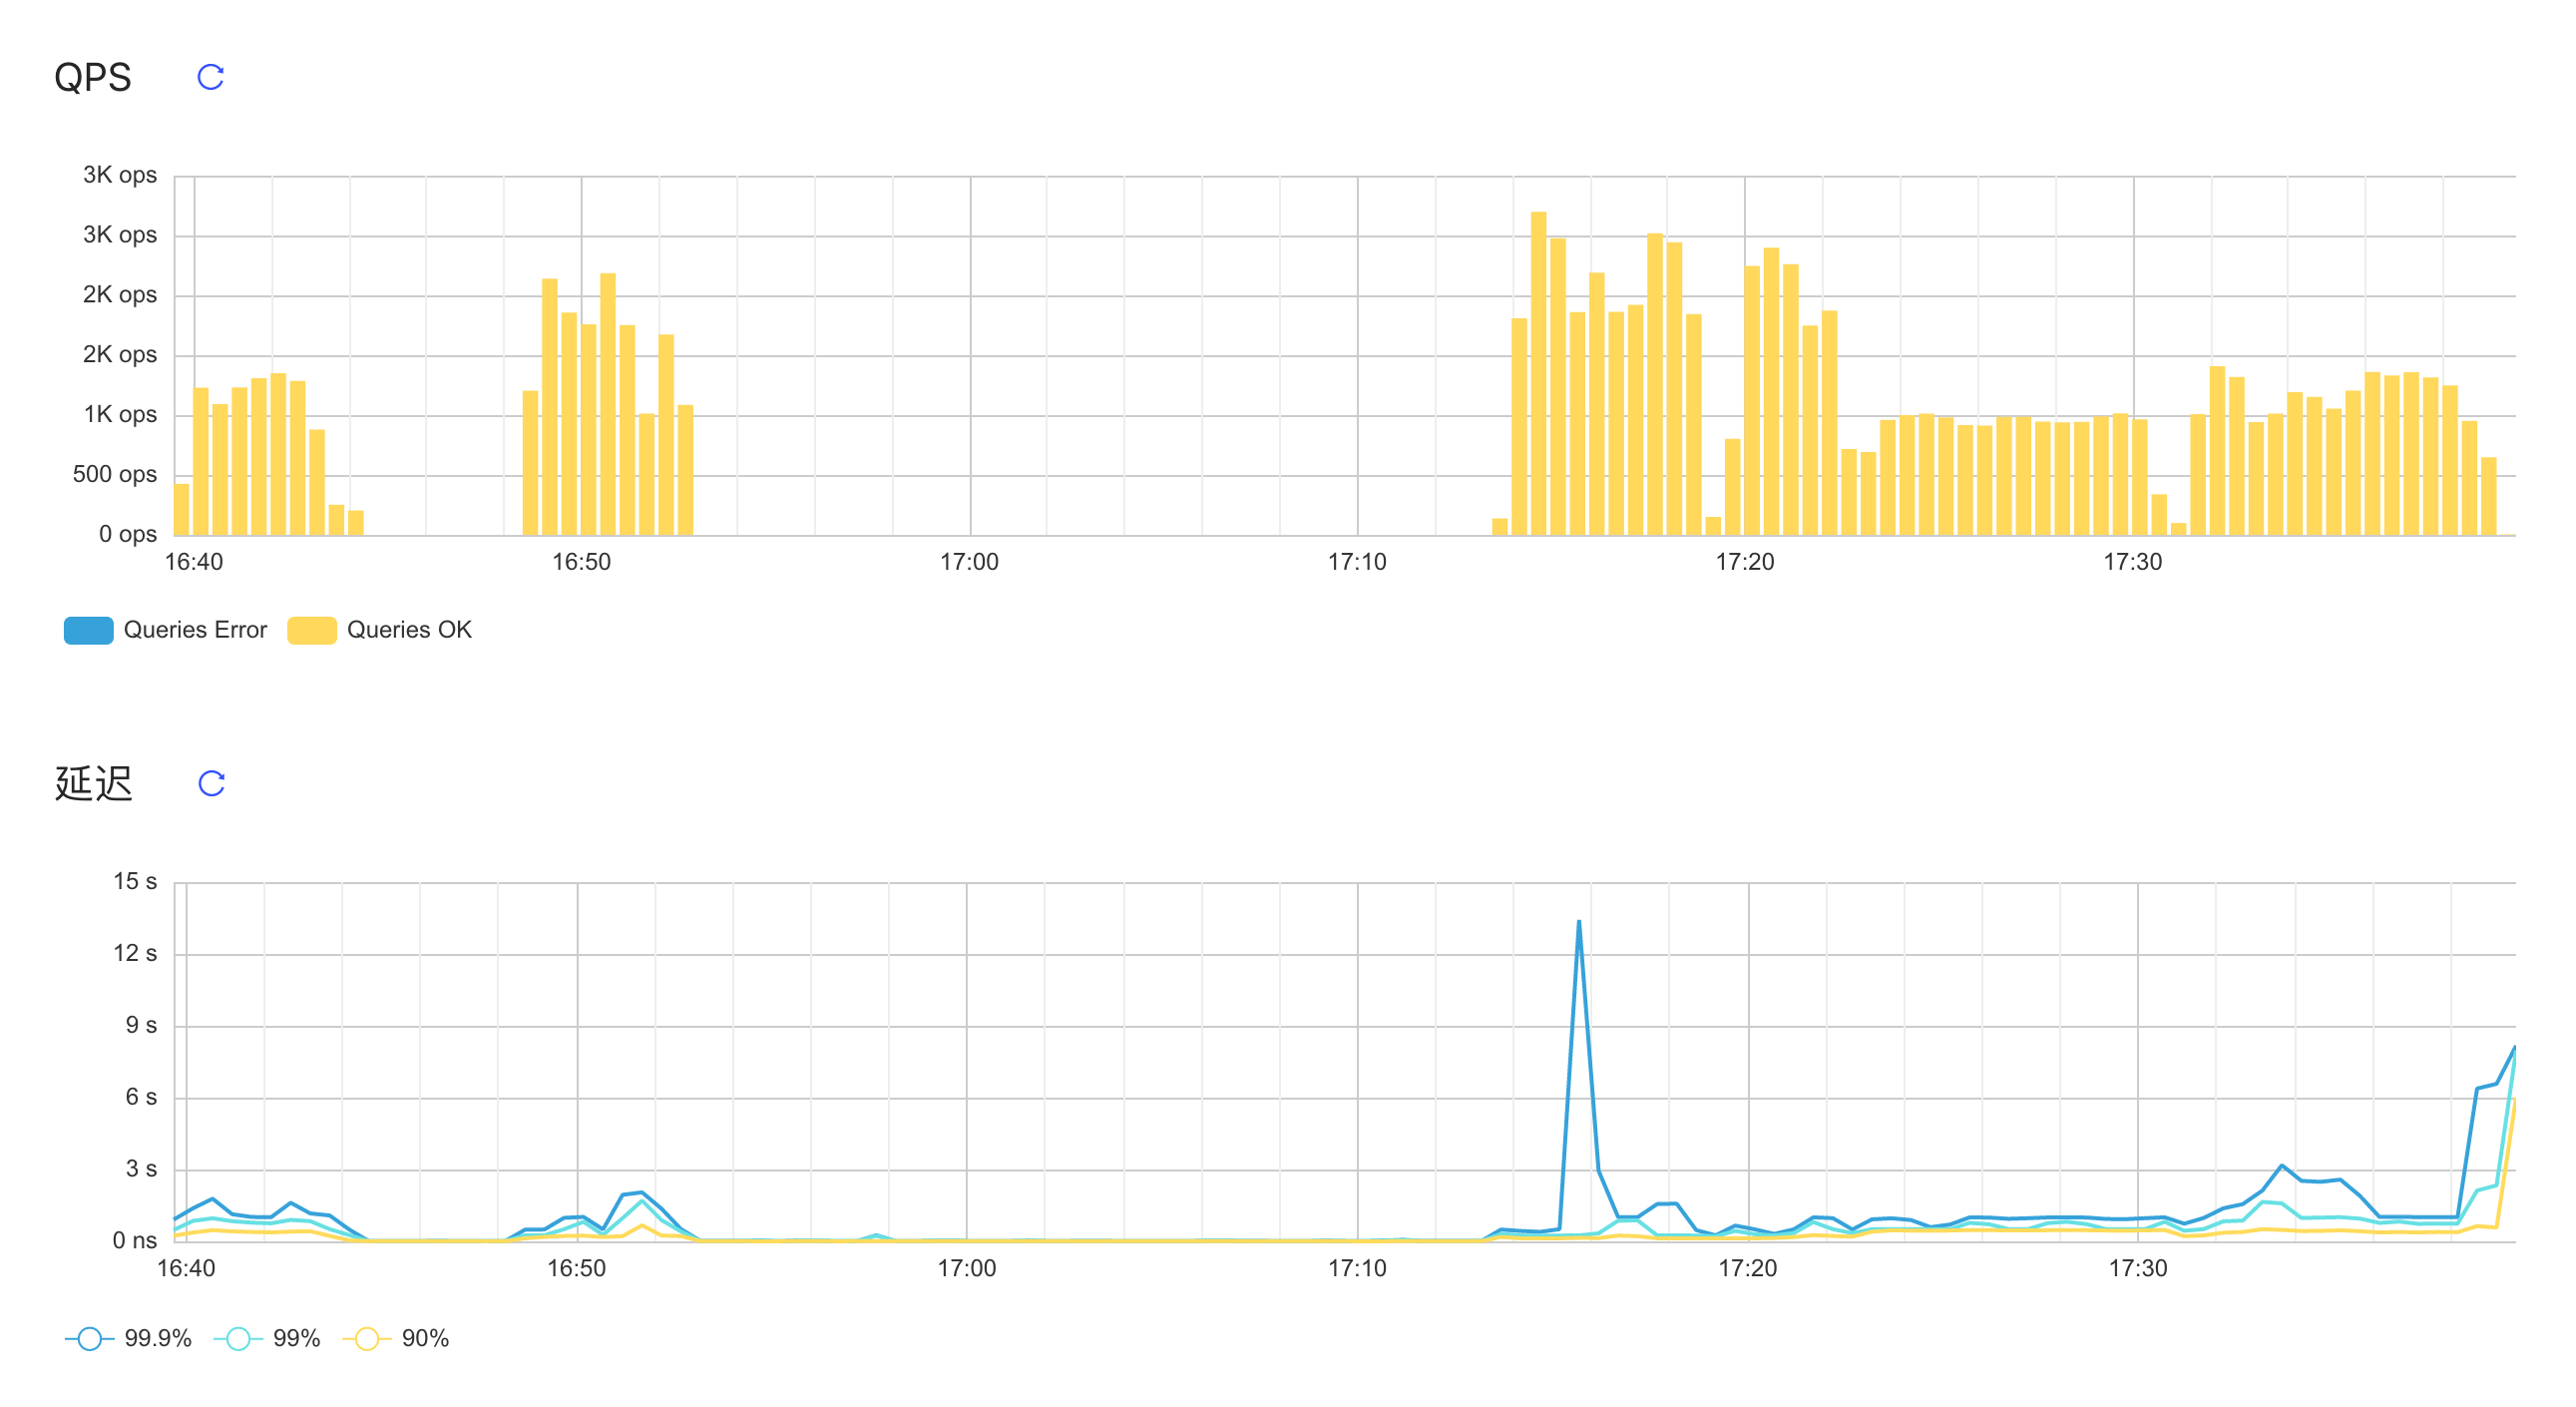 QPS
3K ops
3K ops
2K ops
2K ops
1K ops
500 ops
0 ops
16:40 16:50 17:00 17:10 17:20 17:30
Queries Error Queries OK
延迟
15 s
12 s
9 s
6 s
3 s
0 ns
16:40 16:50 17:00 17:10 17:20 17:30
99.9% 99% 90%